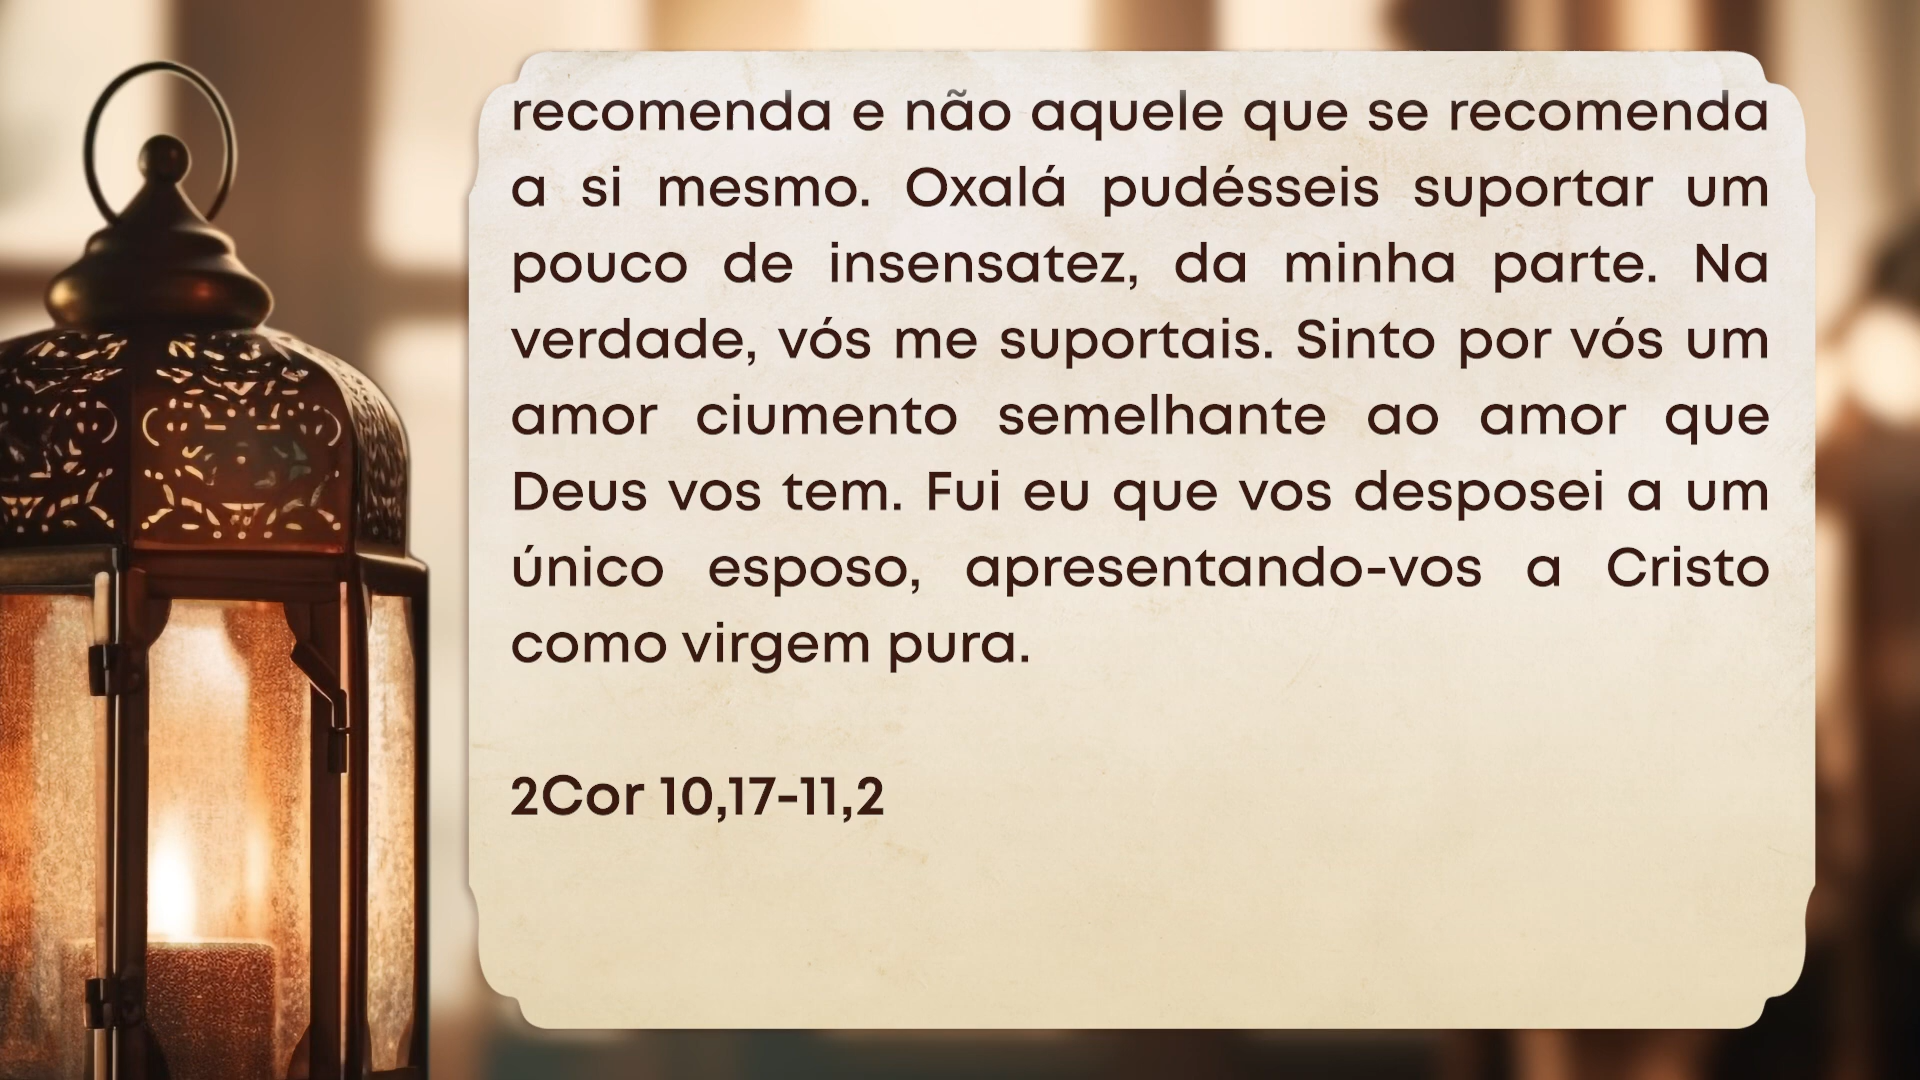 recomenda e não aquele que se recomenda
a si mesmo. Oxalá pudésseis suportar um
pouco de insensatez, da minha parte. Na
verdade, vós me suportais. Sinto por vós um
amor ciumento semelhante ao amor que
Deus vos tem. Fui eu que vos desposei a um
único esposo, apresentando-vos a Cristo
como virgem pura.
2Cor 10,17-11,2